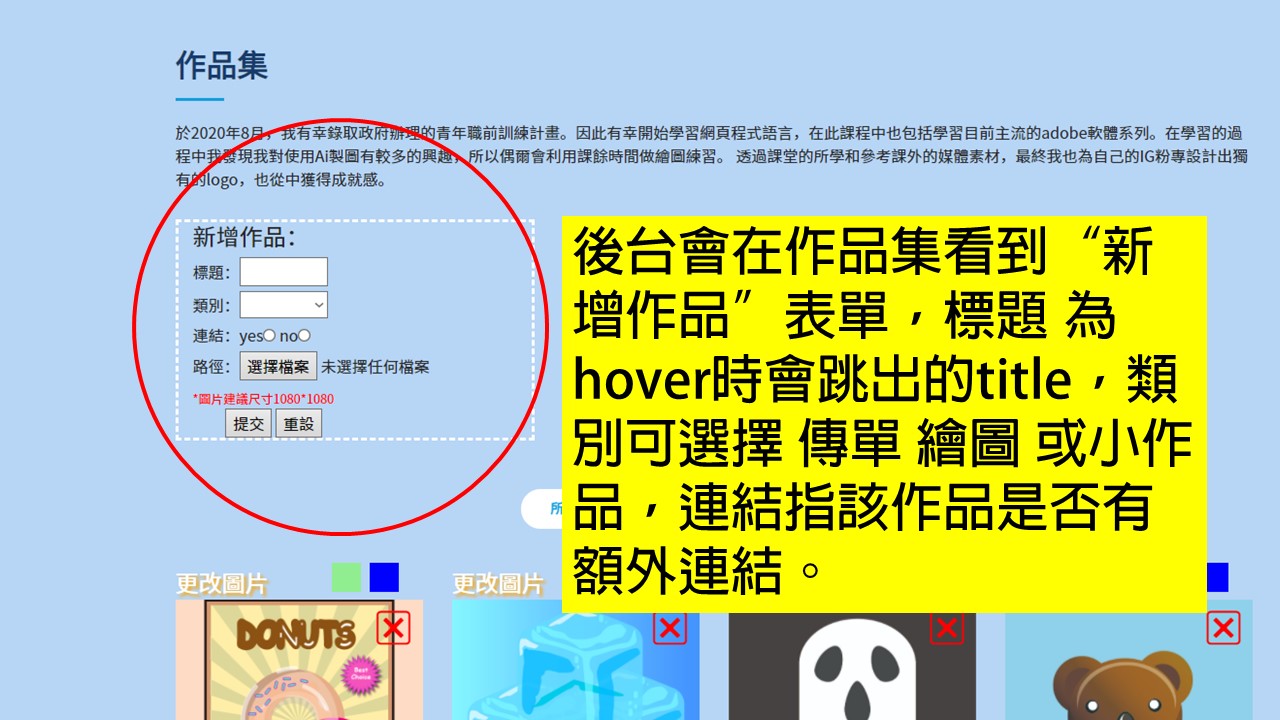 作品集
於2020年8月，我有幸錄取政府辦理的青年職前訓練計畫。因此有幸開始學習網頁程式語言，在此課程中也包括學習目前主流的adobe軟體系列。在學習的過
程中我發現我對使用Ai製圖有較多的興趣，所以偶爾會利用課餘時間做繪圖練習。 透過課堂的所學和參考課外的媒體素材，最終我也為自己的IG粉專設計出獨
有的logo，也從中獲得成就感。
新增作品：
標題：
類別：
連結：yes no
路徑：選擇檔案 未選擇任何檔案
*圖片建議尺寸1080*1080
提交 重設
後台會在作品集看到“新
增作品”表單，標題 為
hover時會跳出的title，類
別可選擇 傳單 繪圖 或小作
品，連結指該作品是否有
額外連結。
所
更改圖片 更改圖片
DONUTS
Best
Choice